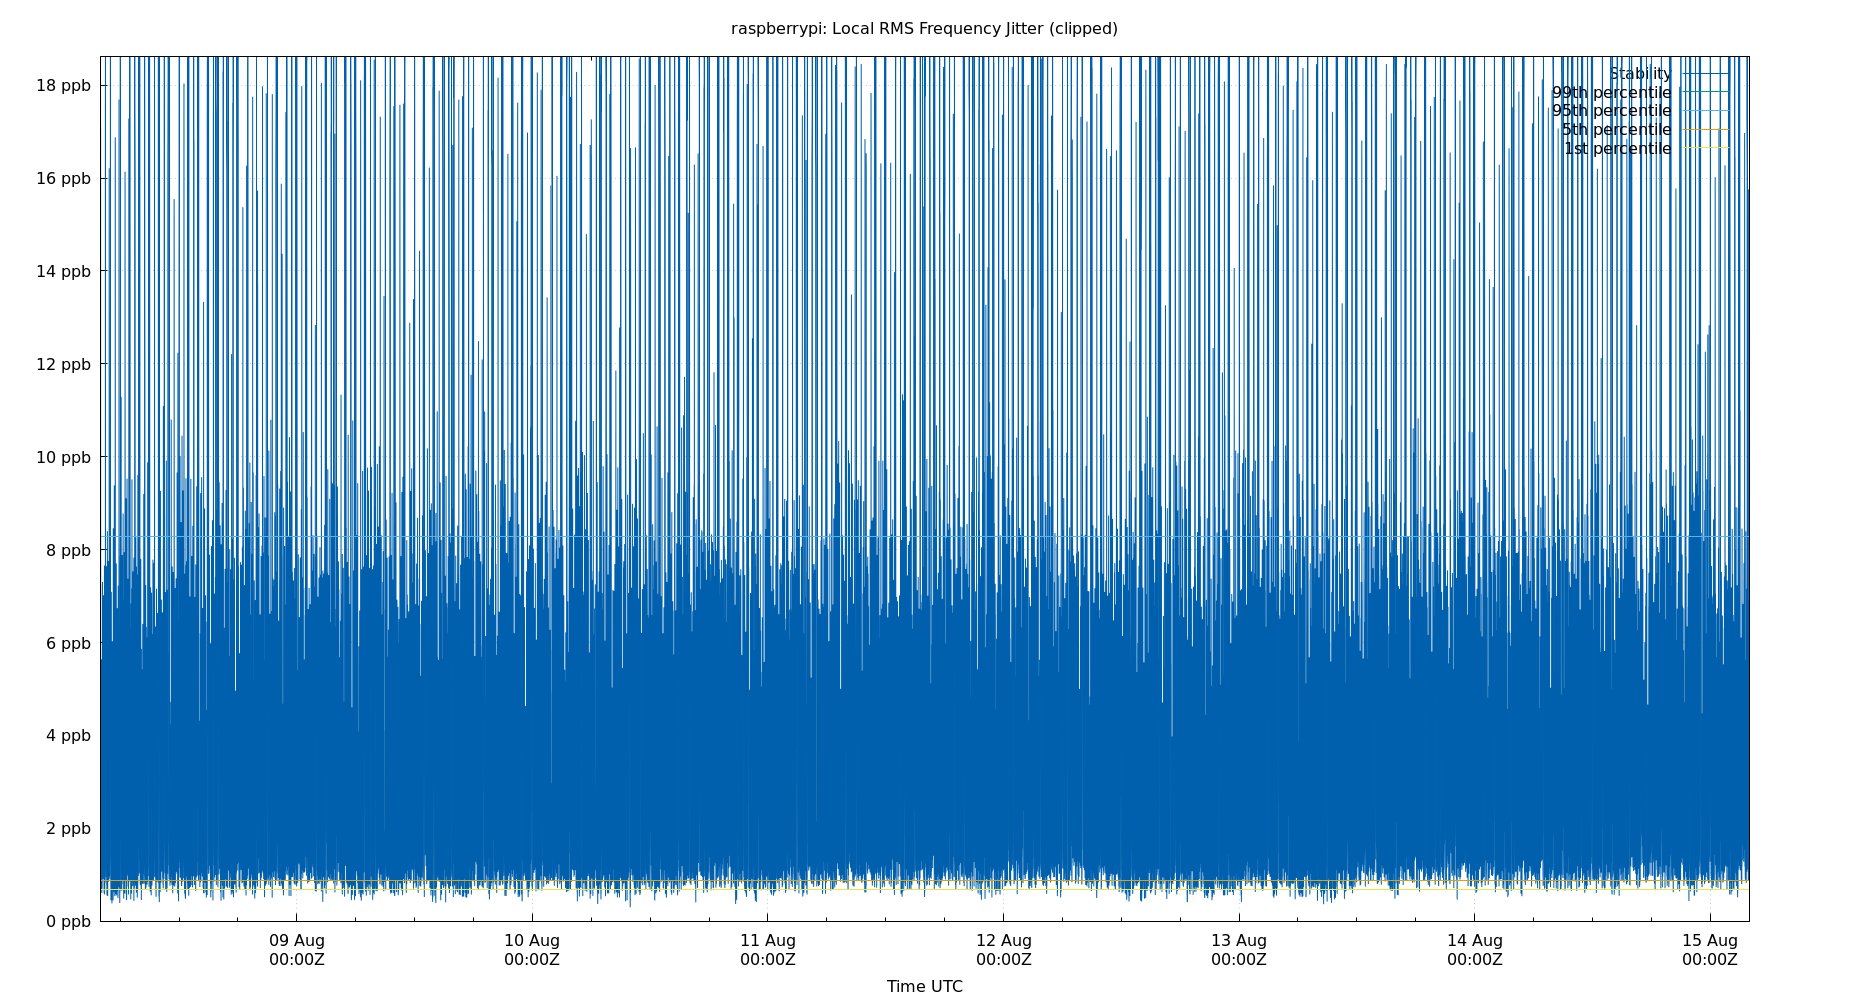 raspberrypi: Local RMS Frequency Jitter (clipped)
18 ppb
16 ppb
14 ppb
12 ppb
10 ppb
8 ppb
6 ppb
4 ppb
2 ppb
0 ppb
Stability
99th percentile
95th percentile
5th percentile
1st percentile
09 Aug
00:00Z
10 Aug
00:00Z
11 Aug
00:00Z
12 Aug
00:00Z
13 Aug
00:00Z
14 Aug
00:00Z
15 Aug
00:00Z
Time UTC